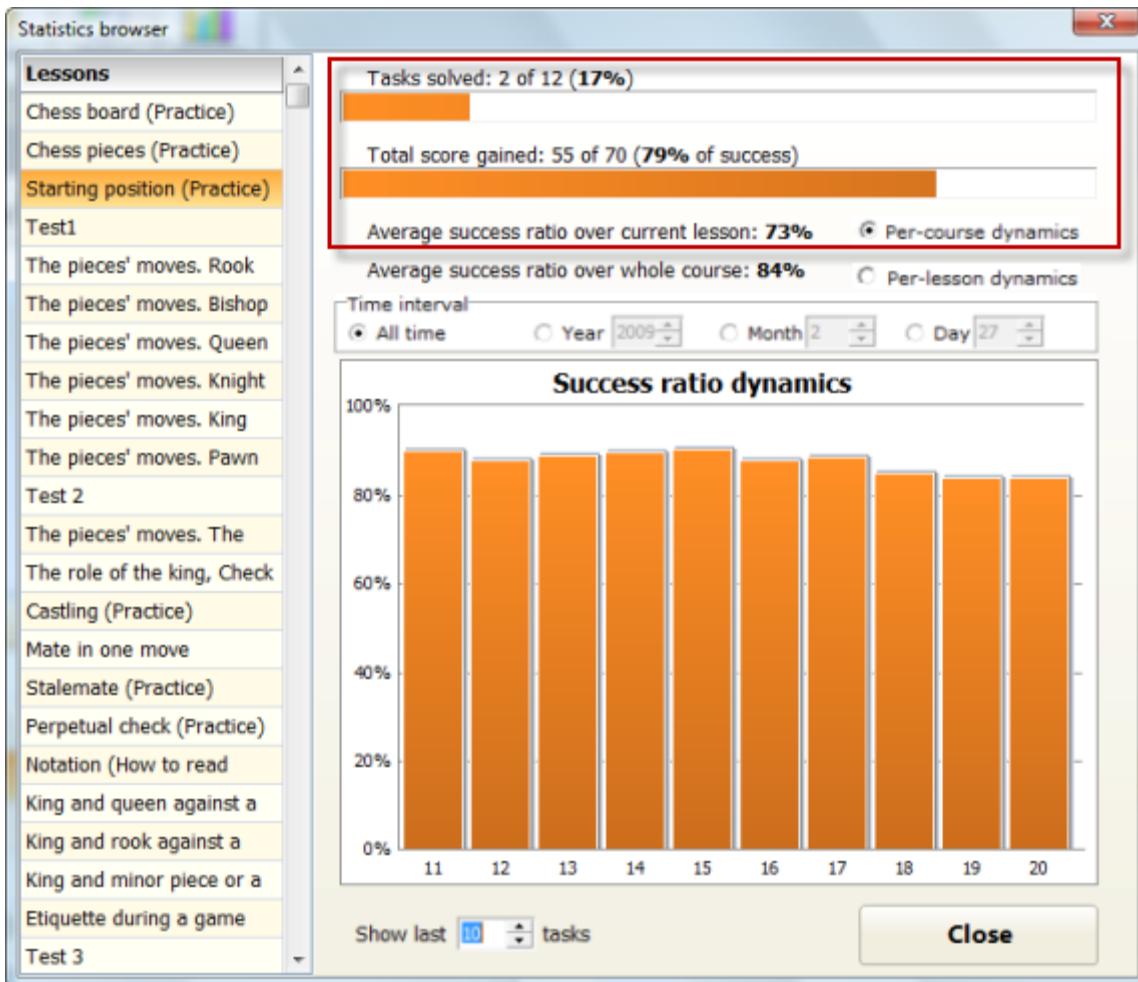 Statistics browser
Lessons
Chess board (Practice)
Chess pieces (Practice)
Starting position (Practice)
Test1
The pieces' moves. Rook
The pieces' moves. Bishop
The pieces' moves. Queen
The pieces' moves. Knight
The pieces' moves. King
The pieces' moves. Pawn
Test 2
The pieces' moves. The
The role of the king, Check
Castling (Practice)
Mate in one move
Stalemate (Practice)
Perpetual check (Practice)
Notation (How to read
King and queen against a
King and rook against a
King and minor piece or a
Etiquette during a game
Test 3
Tasks solved: 2 of 12 (17%)
Total score gained: 55 of 70 (79% of success)
Average success ratio over current lesson: 73% Per-course dynamics
Average success ratio over whole course: 84% Per-lesson dynamics
Time interval
All time Year 2009 Month 2 Day 27
Success ratio dynamics
100%
80%
60%
40%
20%
0%
11 12 13 14 15 16 17 18 19 20
Show last 10 tasks
Close